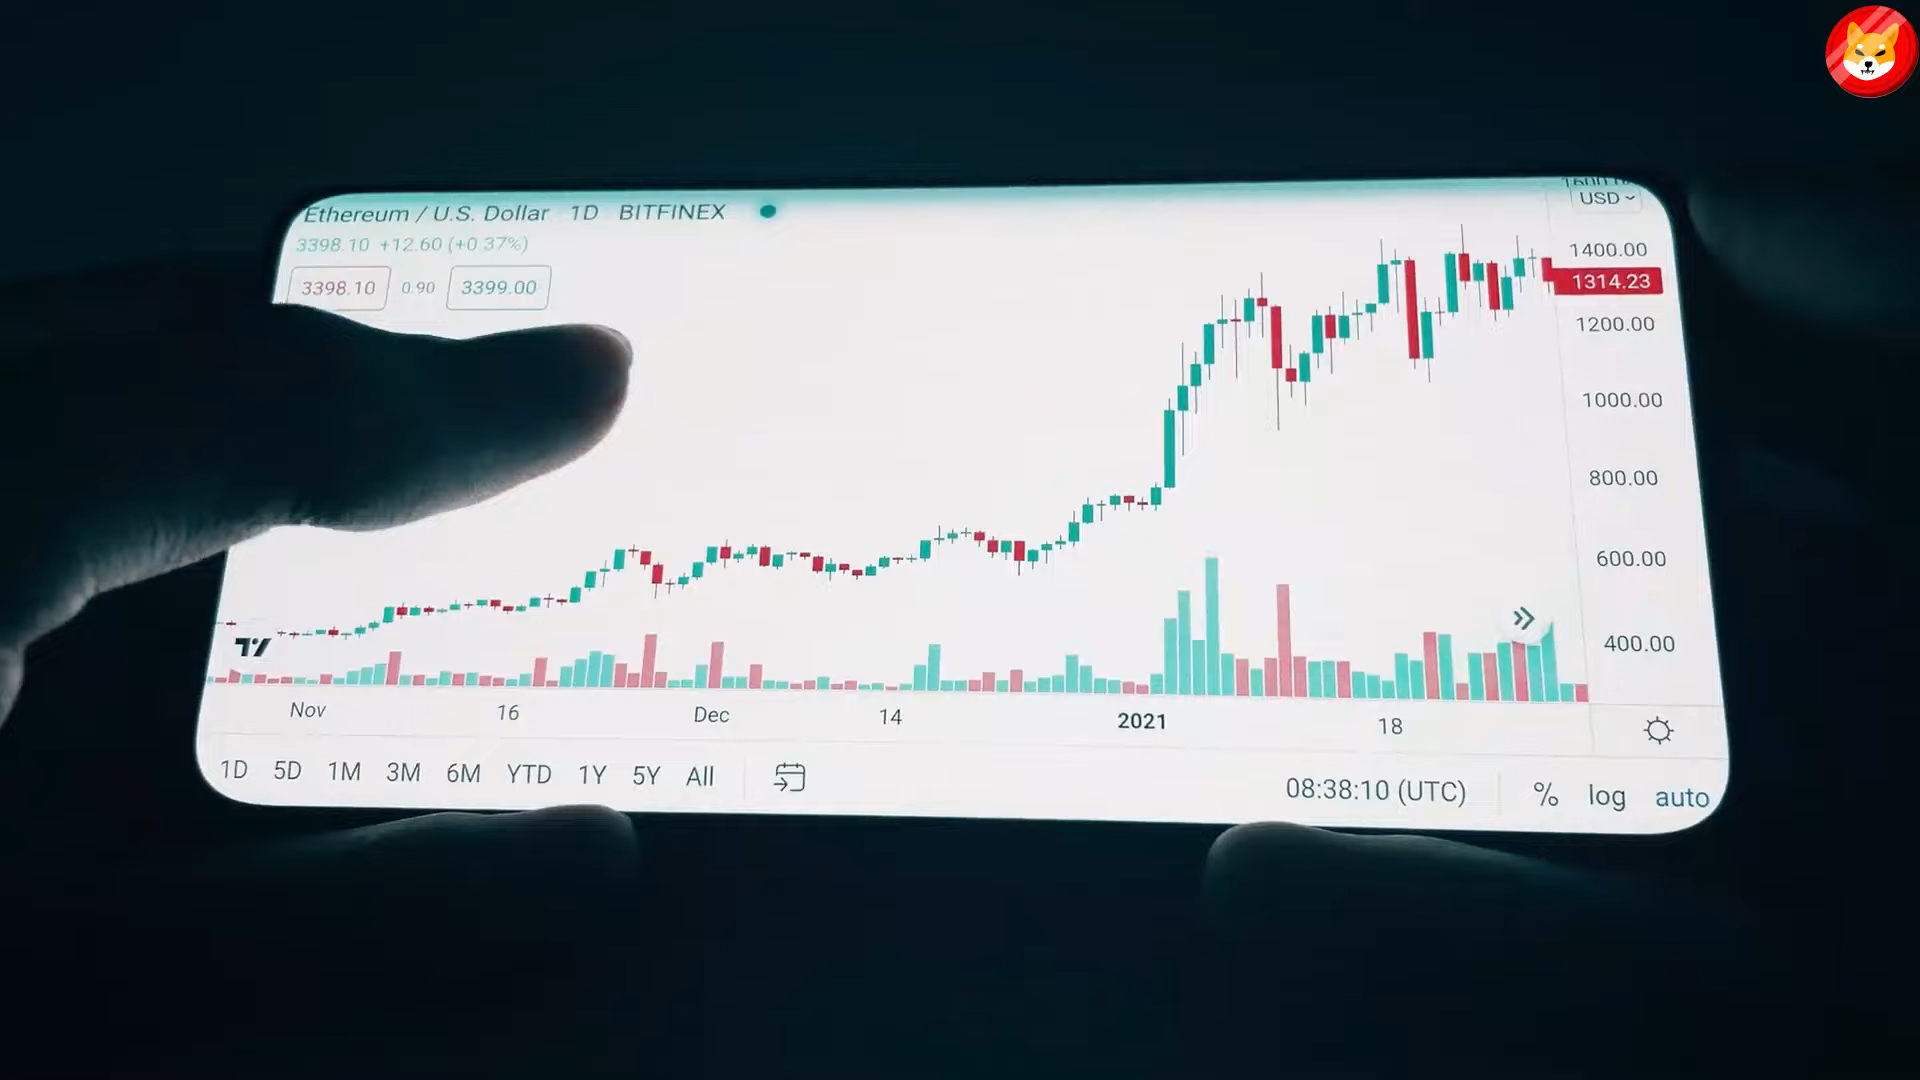 Ethereum / U.S. Dollar 1D BITFINEX
3398.10 +12.60 (+0.37%)
3398.10 0.90 3399.00
USD
1400.00
1314.23
1200.00
1000.00
800.00
600.00
400.00
Nov 16 Dec 14 2021 18
1D 5D 1M 3M 6M YTD 1Y 5Y All
08:38:10 (UTC) % log auto